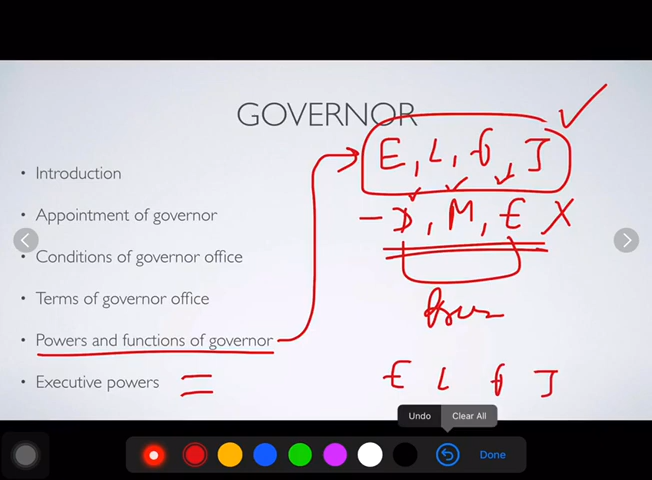 GOVERNOR
E, L, f, J
• Introduction
– D, M, E X
• Appointment of governor
• Conditions of governor office
• Terms of governor office
• Powers and functions of governor
• Executive powers
E L f J
Undo Clear All
Done